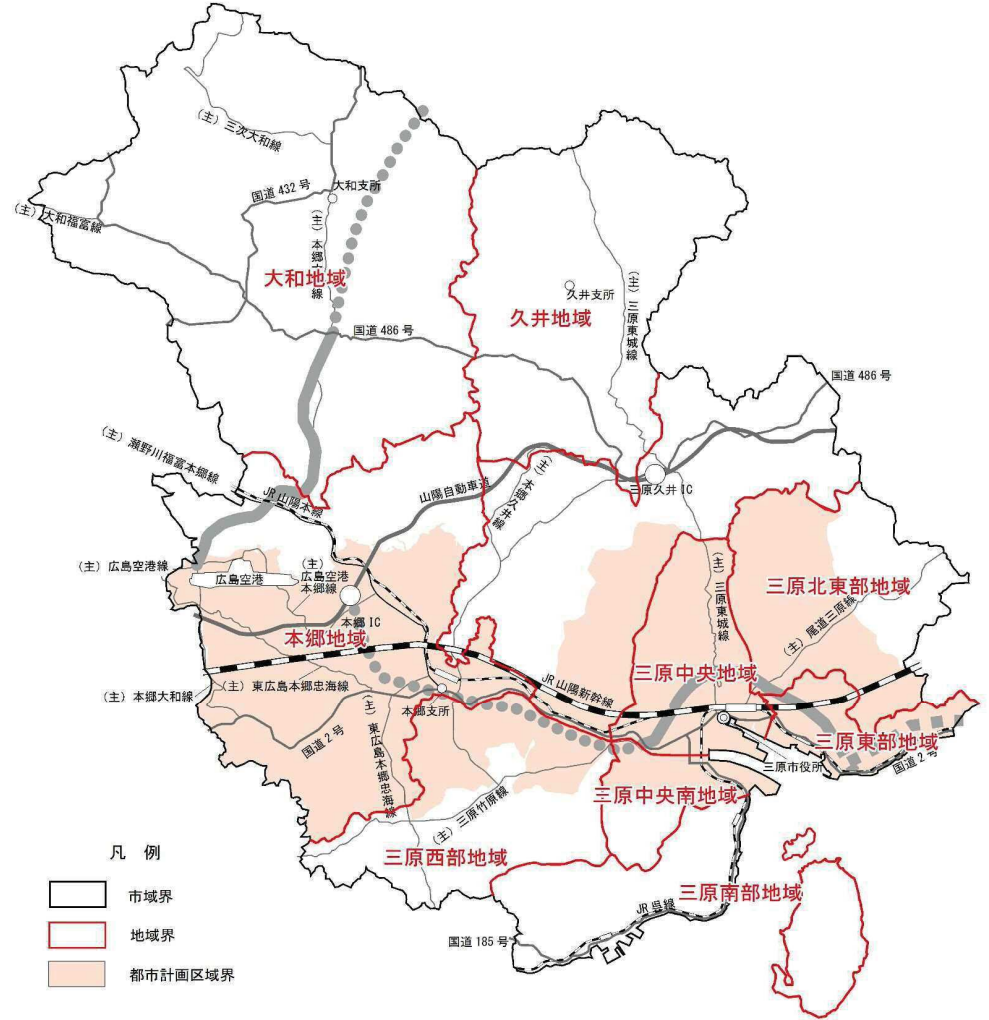 (主) 三次大和線
国道 432 号
大和支所
(主) 大和福富線
(主) 本郷
線
大和地域
久井支所
久井地域
(主) 三原東城線
国道 486 号
国道 486 号
(主) 瀬野川福富本郷線
JR 山陽本線
山陽自動車道
(主) 本郷久井線
三原久井 IC
(主) 広島空港線
広島空港
(主)
広島空港
本郷線
本郷 IC
本郷地域
(主) 三原東城線
三原北東部地域
(主) 尾道三原線
三原中央地域
JR 山陽新幹線
(主) 本郷大和線
(主) 東広島本郷忠海線
本郷支所
国道 2 号
(主) 東広島本郷忠海線
三原東部地域
国道 2 号
三原市役所
三原中央南地域
(主) 三原竹原線
三原西部地域
三原南部地域
JR 呉線
国道 185 号
凡 例
市域界
地域界
都市計画区域界